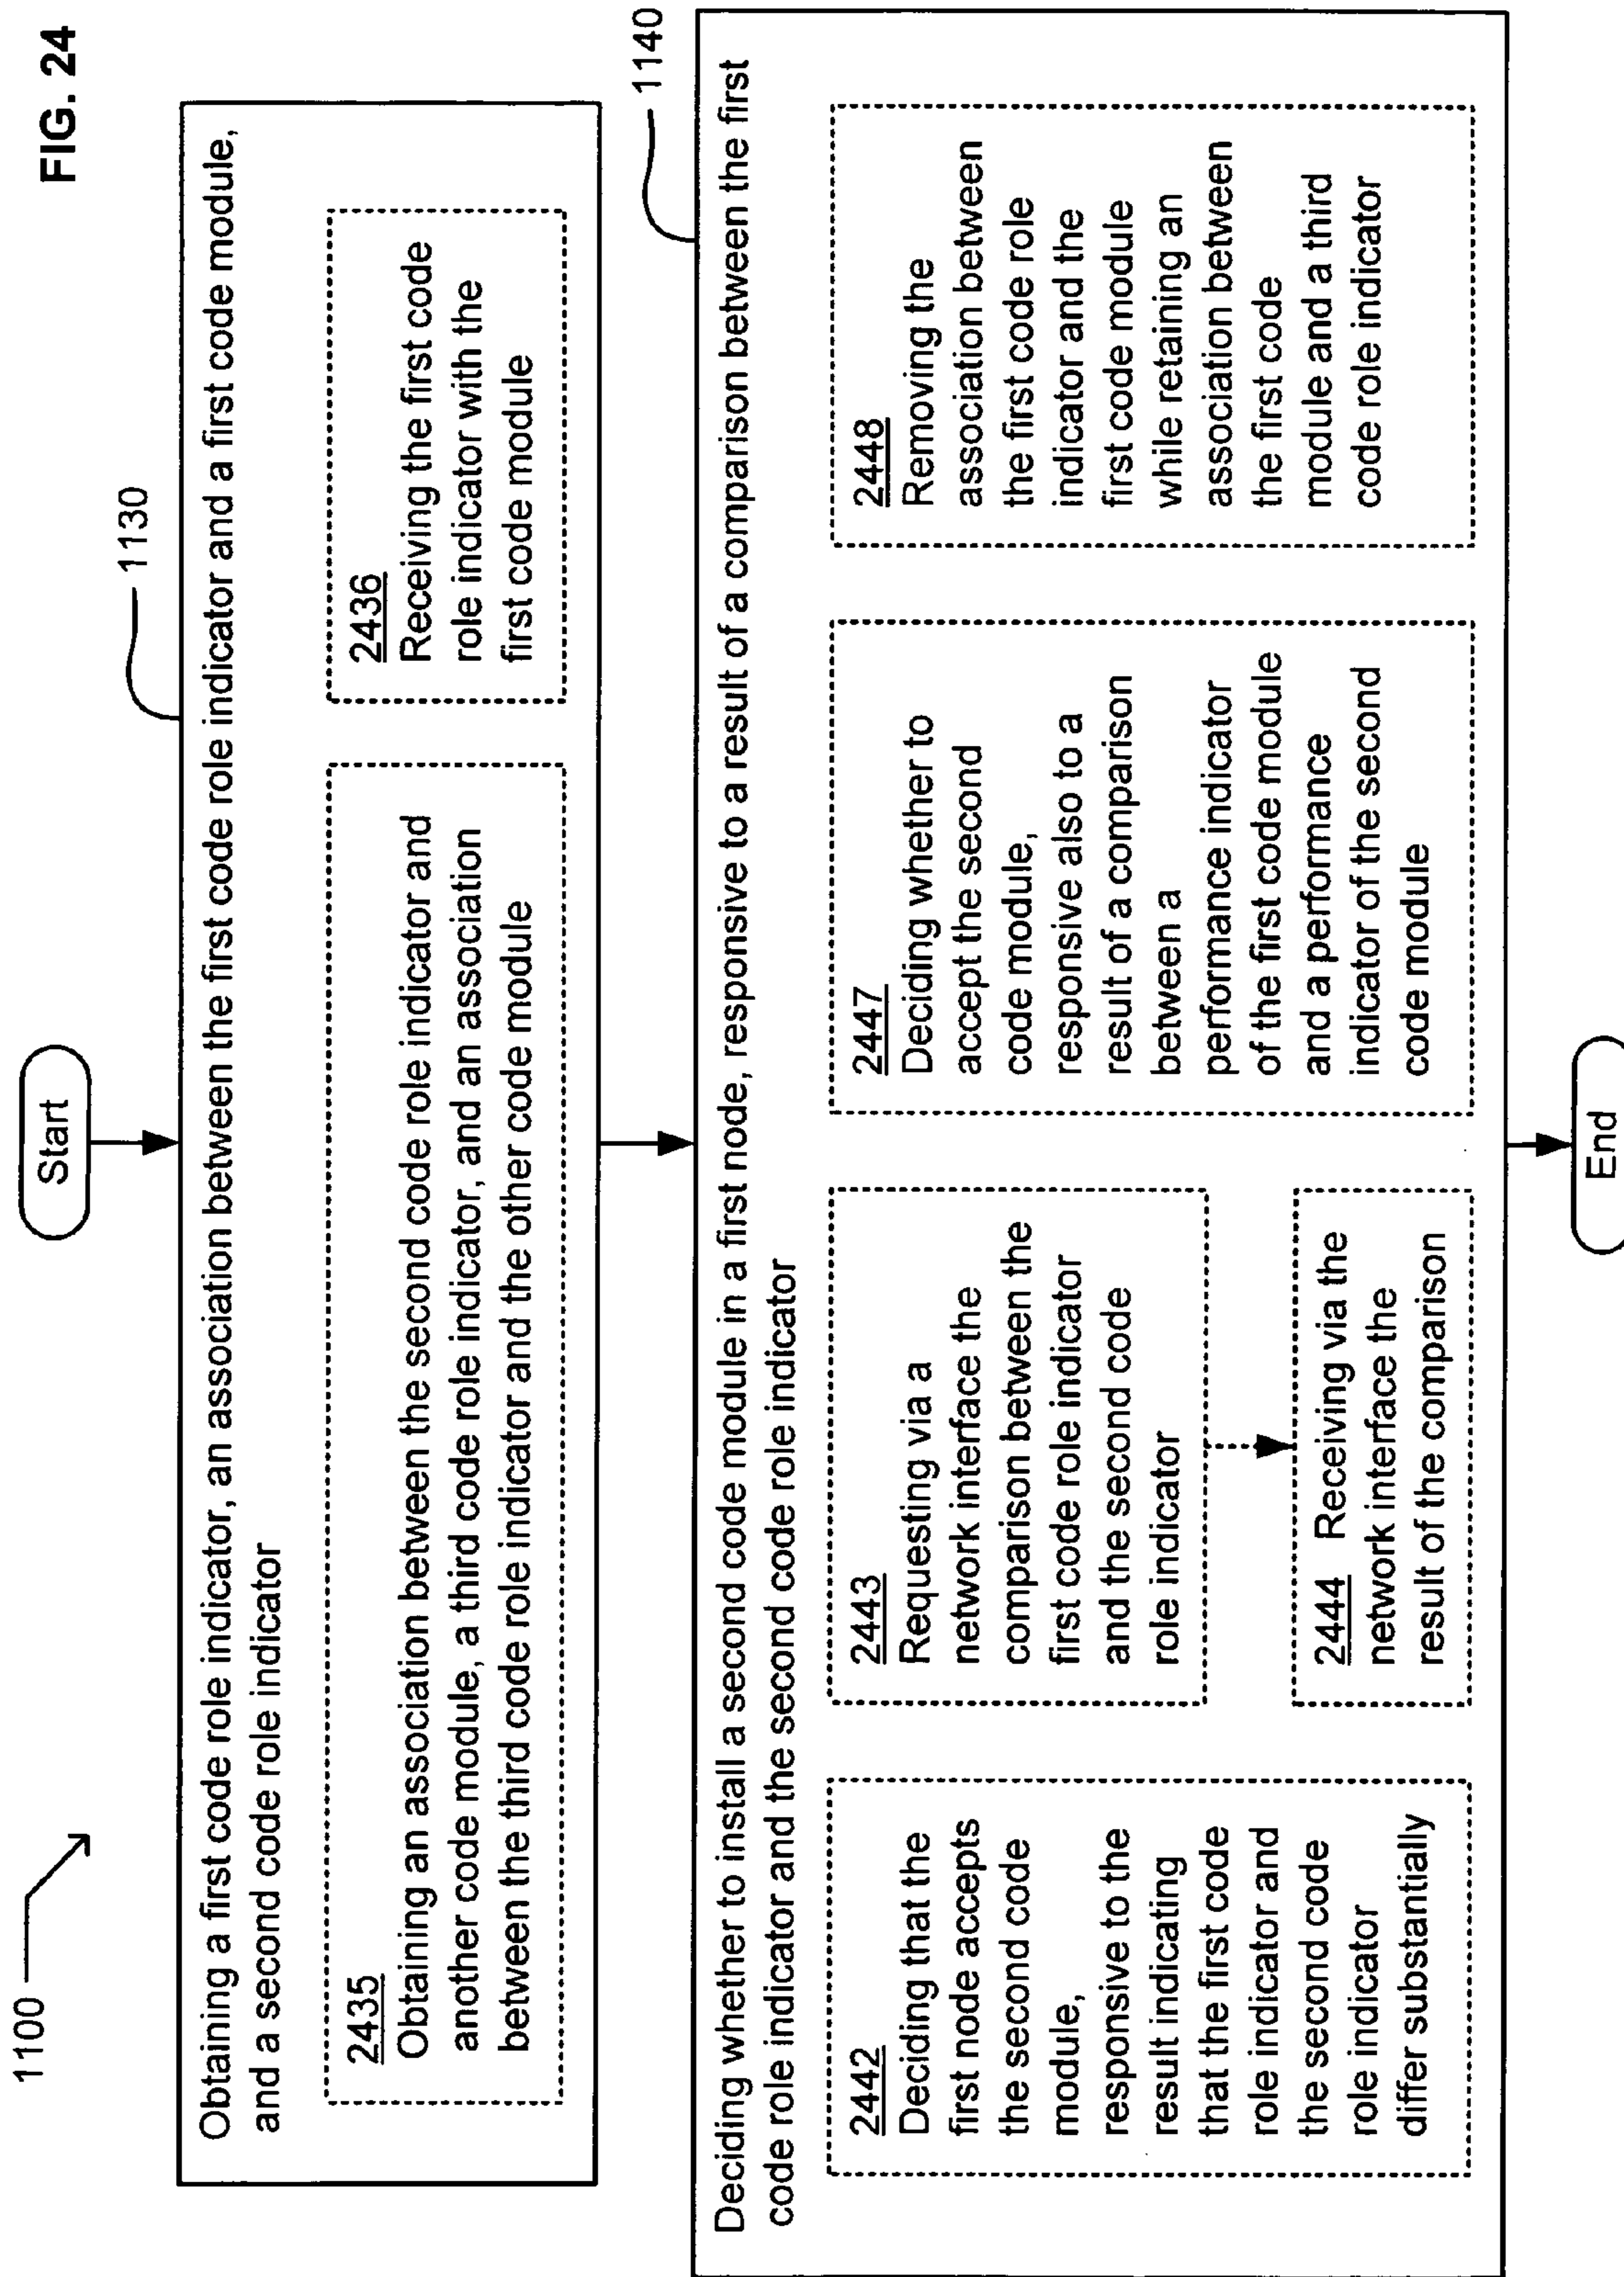 FIG. 24
1100
Start
1130
Obtaining a first code role indicator, an association between the first code role indicator and a first code module,
and a second code role indicator
2435
Obtaining an association between the second code role indicator and
another code module, a third code role indicator, and an association
between the third code role indicator and the other code module
2436
Receiving the first code
role indicator with the
first code module
1140
Deciding whether to install a second code module in a first node, responsive to a result of a comparison between the first
code role indicator and the second code role indicator
2442
Deciding that the
first node accepts
the second code
module,
responsive to the
result indicating
that the first code
role indicator and
the second code
role indicator
differ substantially
2443
Requesting via a
network interface the
comparison between the
first code role indicator
and the second code
role indicator
2444 Receiving via the
network interface the
result of the comparison
2447
Deciding whether to
accept the second
code module,
responsive also to a
result of a comparison
between a
performance indicator
of the first code module
and a performance
indicator of the second
code module
2448
Removing the
association between
the first code role
indicator and the
first code module
while retaining an
association between
the first code
module and a third
code role indicator
End